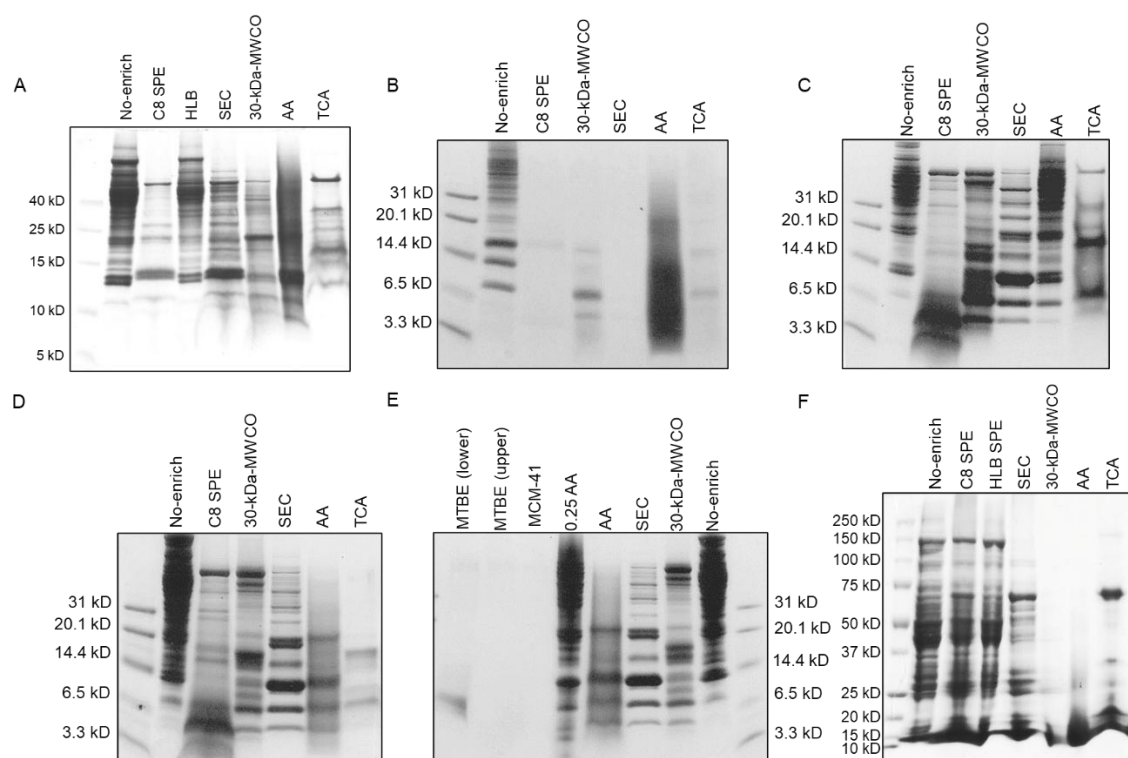 A
No-enrich
C8 SPE
HLB
SEC
30-kDa-MWCO
AA
TCA
40 kD
25 kD
15 kD
10 kD
5 kD
B
No-enrich
C8 SPE
30-kDa-MWCO
SEC
AA
TCA
31 kD
20.1 kD
14.4 kD
6.5 kD
3.3 kD
C
No-enrich
C8 SPE
30-kDa-MWCO
SEC
AA
TCA
31 kD
20.1 kD
14.4 kD
6.5 kD
3.3 kD
D
No-enrich
C8 SPE
30-kDa-MWCO
SEC
AA
TCA
31 kD
20.1 kD
14.4 kD
6.5 kD
3.3 kD
E
MTBE (lower)
MTBE (upper)
MCM-41
0.25 AA
AA
SEC
30-kDa-MWCO
No-enrich
31 kD
20.1 kD
14.4 kD
6.5 kD
3.3 kD
F
No-enrich
C8 SPE
HLB SPE
SEC
30-kDa-MWCO
AA
TCA
250 kD
150 kD
100 kD
75 kD
50 kD
37 kD
25 kD
20 kD
15 kD
10 kD